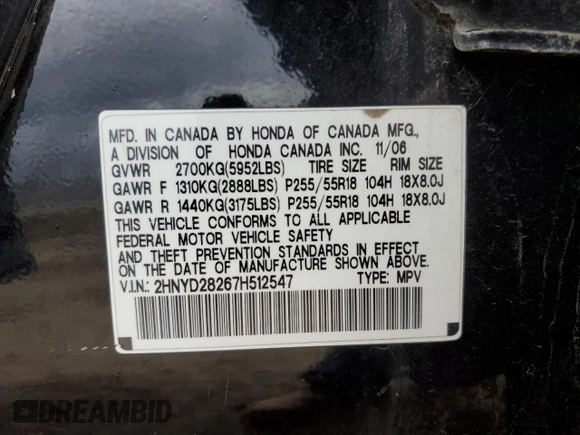 MFD. IN CANADA BY HONDA OF CANADA MFG.,
A DIVISION OF HONDA CANADA INC. 11/06
GVWR 2700KG(5952LBS) TIRE SIZE RIM SIZE
GAWR F 1310KG(2888LBS) P255/55R18 104H 18X8.0J
GAWR R 1440KG(3175LBS) P255/55R18 104H 18X8.0J
THIS VEHICLE CONFORMS TO ALL APPLICABLE
FEDERAL MOTOR VEHICLE SAFETY
AND THEFT PREVENTION STANDARDS IN EFFECT
ON THE DATE OF MANUFACTURE SHOWN ABOVE.
V.I.N.: 2HNYD28267H512547 TYPE: MPV
DREAMBID